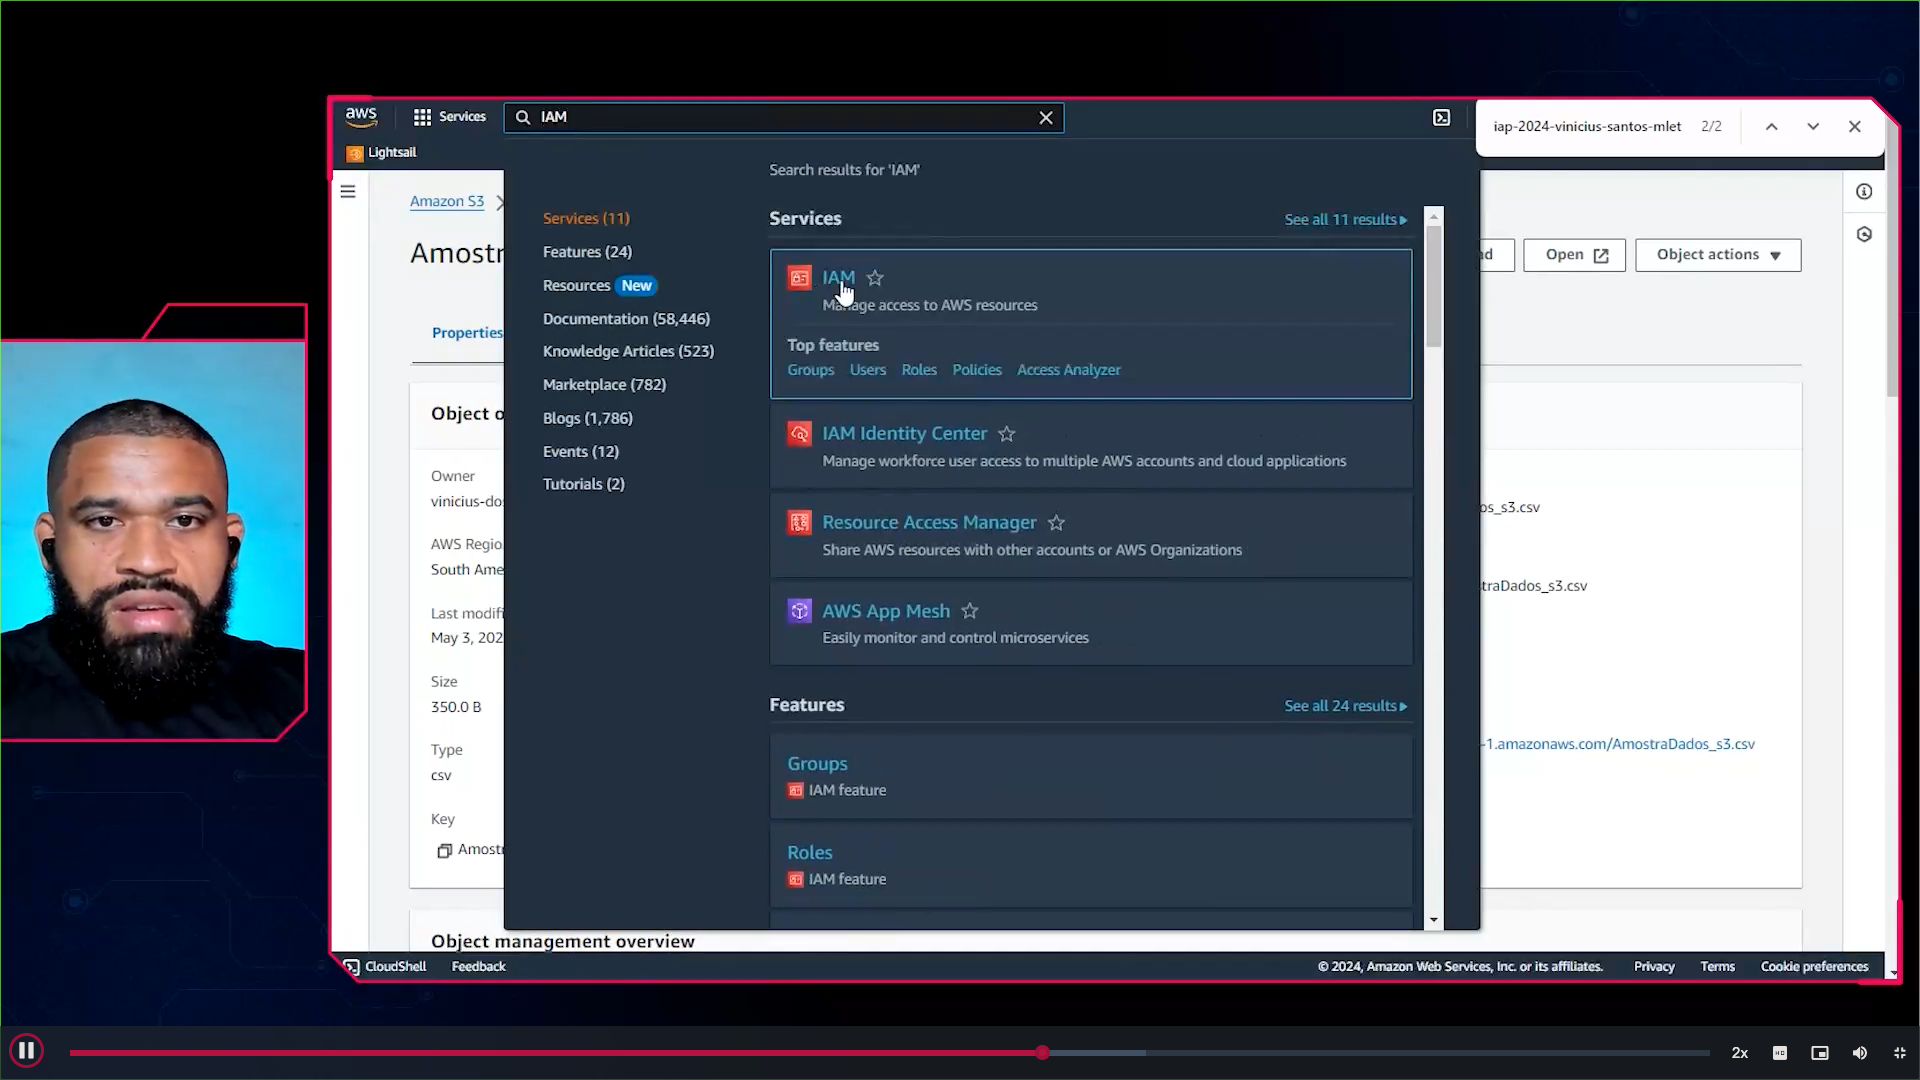 aws
Services
IAM
iap-2024-vinicius-santos-mlet 2/2
Lightsail
Search results for 'IAM'
Amazon S3
Amostr
Services (11)
Features (24)
Resources New
Documentation (58,446)
Knowledge Articles (523)
Marketplace (782)
Blogs (1,786)
Events (12)
Tutorials (2)
Services
See all 11 results
IAM
Manage access to AWS resources
Top features
Groups Users Roles Policies Access Analyzer
IAM Identity Center
Manage workforce user access to multiple AWS accounts and cloud applications
Resource Access Manager
Share AWS resources with other accounts or AWS Organizations
AWS App Mesh
Easily monitor and control microservices
Features
See all 24 results
Groups
IAM feature
Roles
IAM feature
d
Open
Object actions
Properties
Object o
Owner
vinicius-do
AWS Regio
South Ame
Last modifi
May 3, 202
Size
350.0 B
Type
csv
Key
Amostr
os_s3.csv
traDados_s3.csv
-1.amazonaws.com/AmostraDados_s3.csv
Object management overview
CloudShell Feedback
© 2024, Amazon Web Services, Inc. or its affiliates. Privacy Terms Cookie preferences
2x
HD